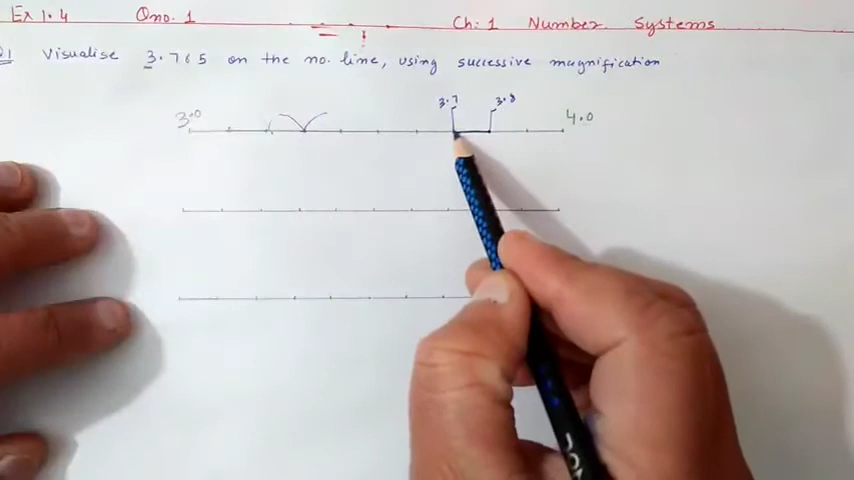 Ex 1.4 Qno. 1 Ch: 1 Number Systems
Q1 Visualise 3.765 on the no. line, using successive magnification
3.7 3.8
3.0 4.0